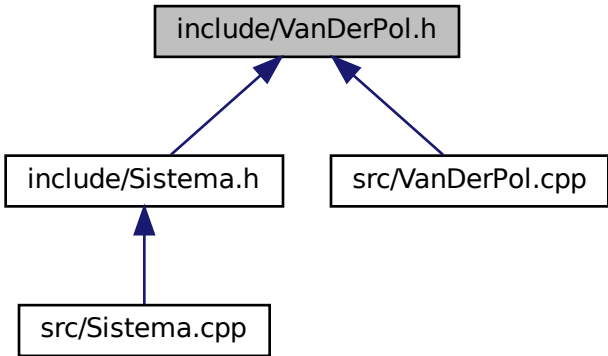 include/VanDerPol.h
include/Sistema.h
src/VanDerPol.cpp
src/Sistema.cpp